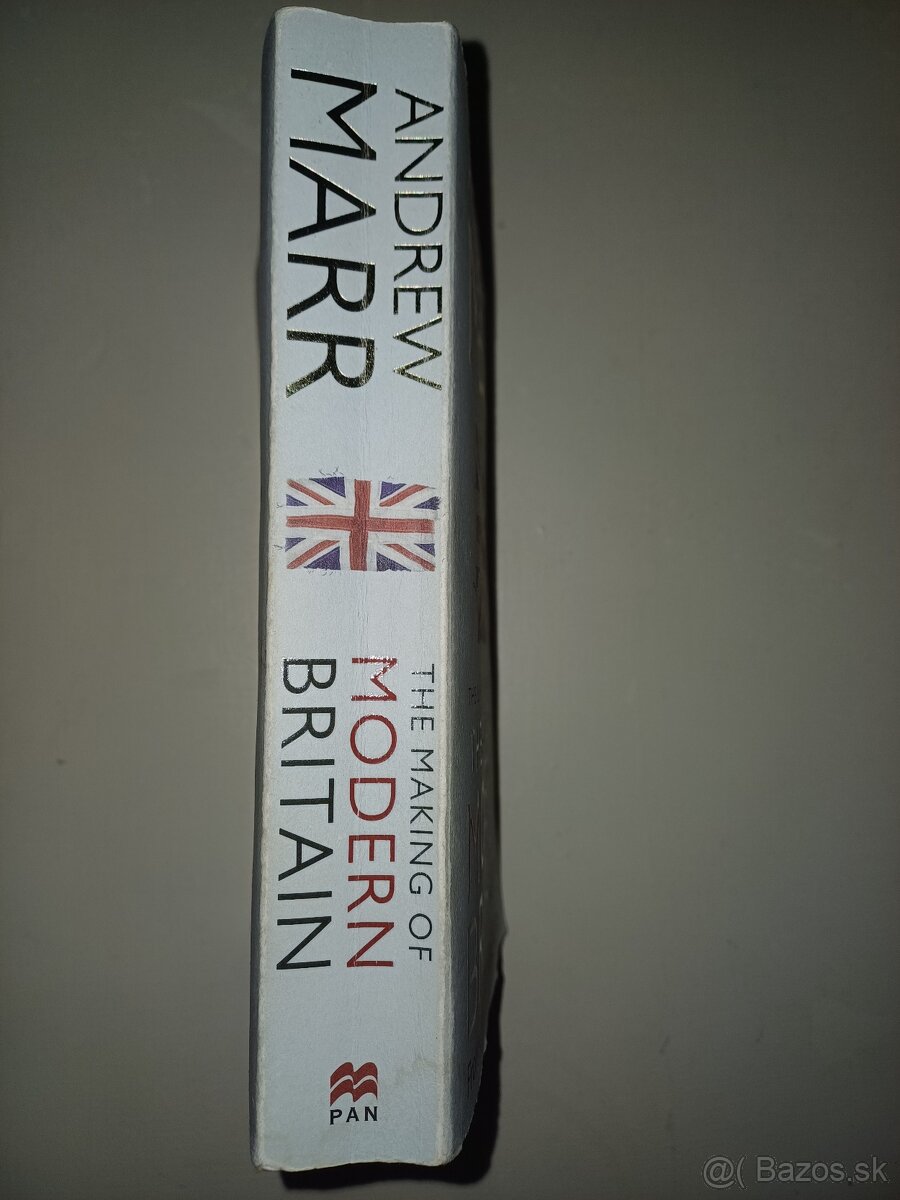 ANDREW
MARR
THE MAKING OF
MODERN
BRITAIN
PAN
@( Bazos.sk